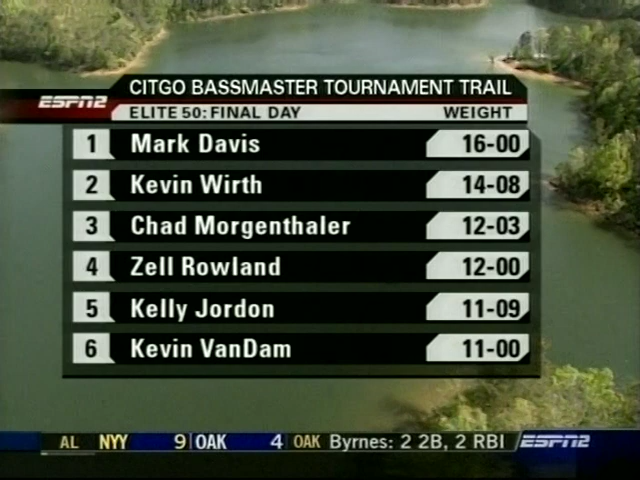 CITGO BASSMASTER TOURNAMENT TRAIL
ESPN2
ELITE 50: FINAL DAY WEIGHT
1 Mark Davis 16-00
2 Kevin Wirth 14-08
3 Chad Morgenthaler 12-03
4 Zell Rowland 12-00
5 Kelly Jordon 11-09
6 Kevin VanDam 11-00
AL NYY 9 OAK 4 OAK Byrnes: 2 2B, 2 RBI ESPN2